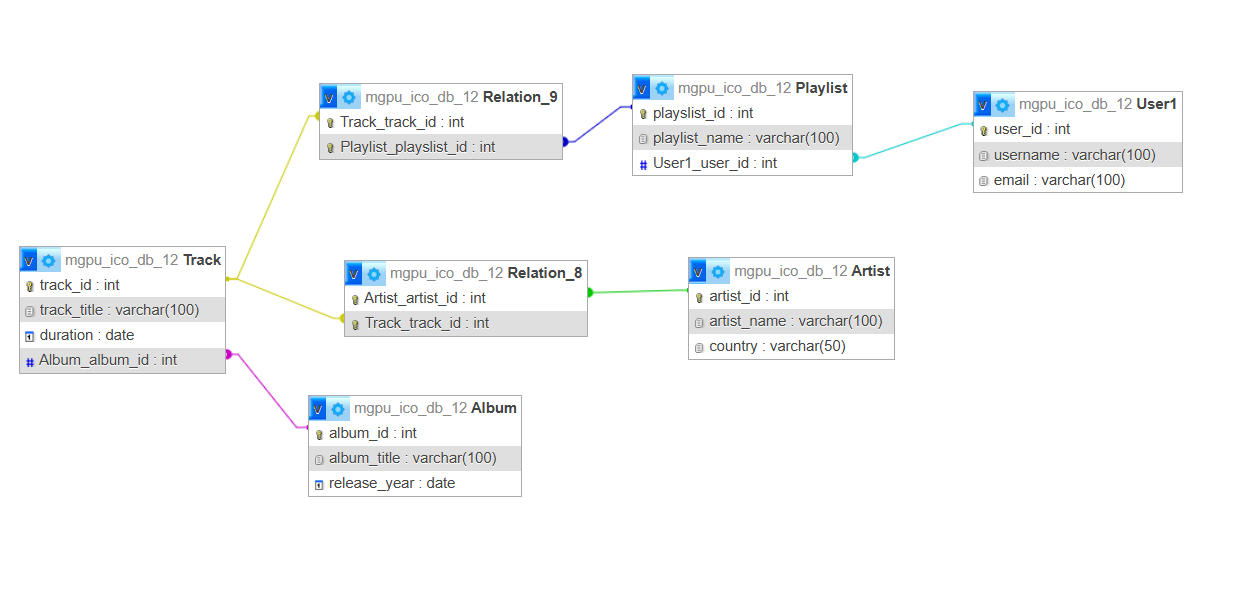 mgpu_ico_db_12 Relation_9
Track_track_id : int
Playlist_playslist_id : int
mgpu_ico_db_12 Playlist
playslist_id : int
playlist_name : varchar(100)
User1_user_id : int
mgpu_ico_db_12 User1
user_id : int
username : varchar(100)
email : varchar(100)
mgpu_ico_db_12 Track
track_id : int
track_title : varchar(100)
duration : date
Album_album_id : int
mgpu_ico_db_12 Relation_8
Artist_artist_id : int
Track_track_id : int
mgpu_ico_db_12 Artist
artist_id : int
artist_name : varchar(100)
country : varchar(50)
mgpu_ico_db_12 Album
album_id : int
album_title : varchar(100)
release_year : date